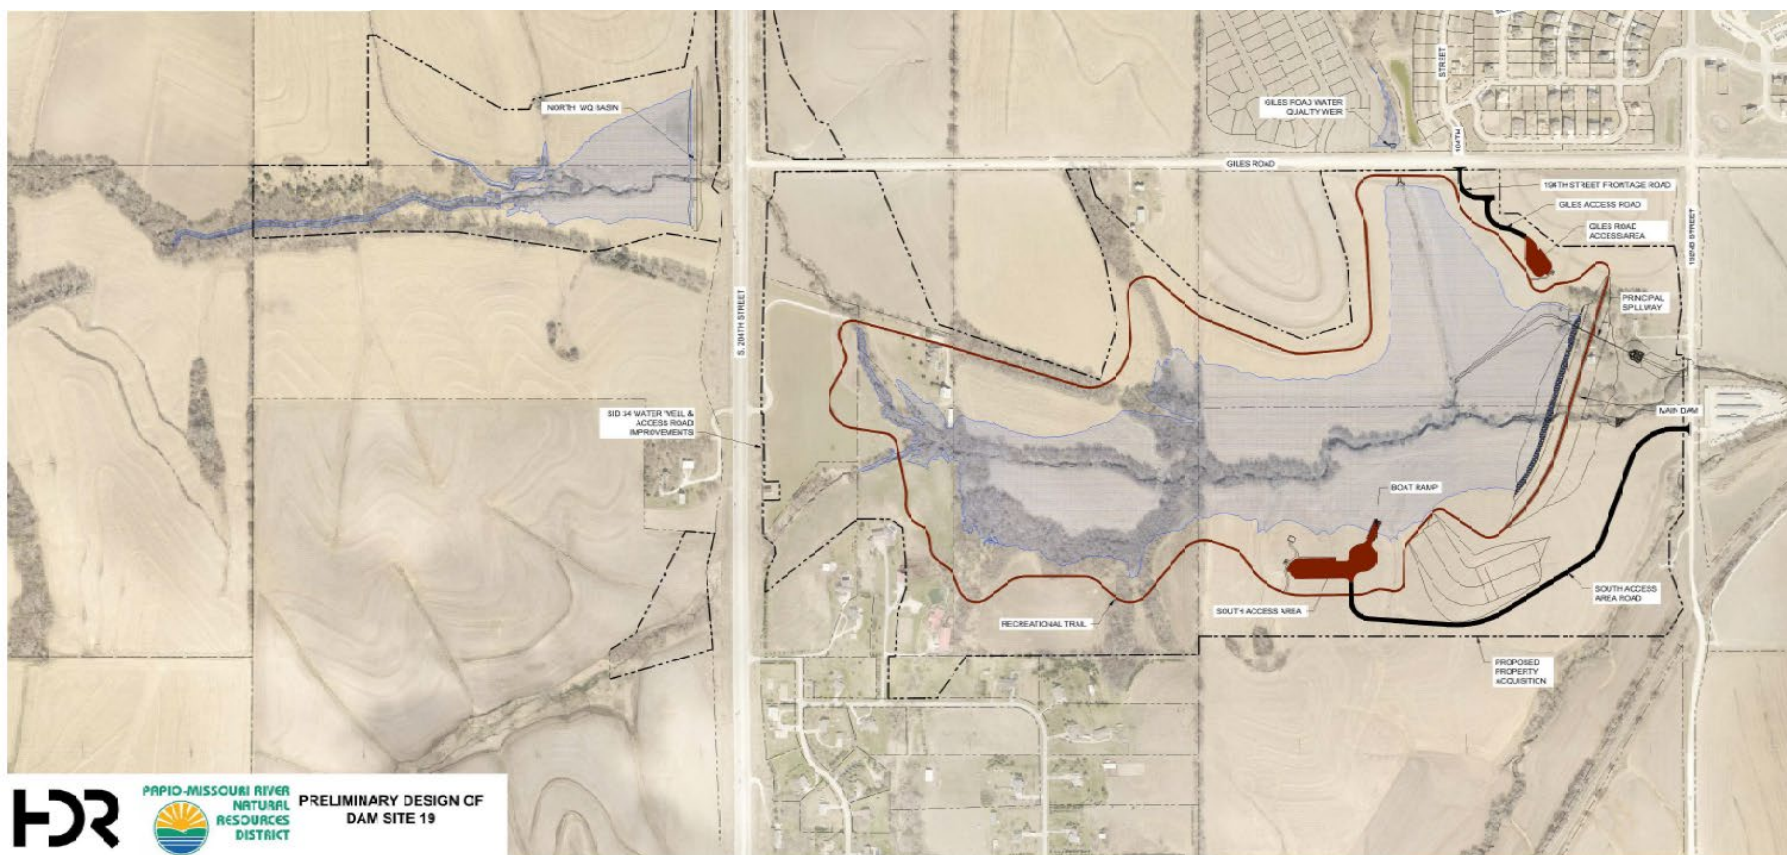 NORTH WQ BASIN
GILES ROAD WATER
QUALITY WEIR
STREET
194TH
GILES ROAD
194TH STREET FRONTAGE ROAD
GILES ACCESS ROAD
GILES ROAD
ACCESS AREA
192ND STREET
PRINCIPAL
SPILLWAY
S. 204TH STREET
SID 34 WATER WELL &
ACCESS ROAD
IMPROVEMENTS
MAIN DAM
BOAT RAMP
SOUTH ACCESS AREA
SOUTH ACCESS
AREA ROAD
RECREATIONAL TRAIL
PROPOSED
PROPERTY
ACQUISITION
HDR
PAPIO-MISSOURI RIVER
NATURAL
RESOURCES
DISTRICT
PRELIMINARY DESIGN OF
DAM SITE 19